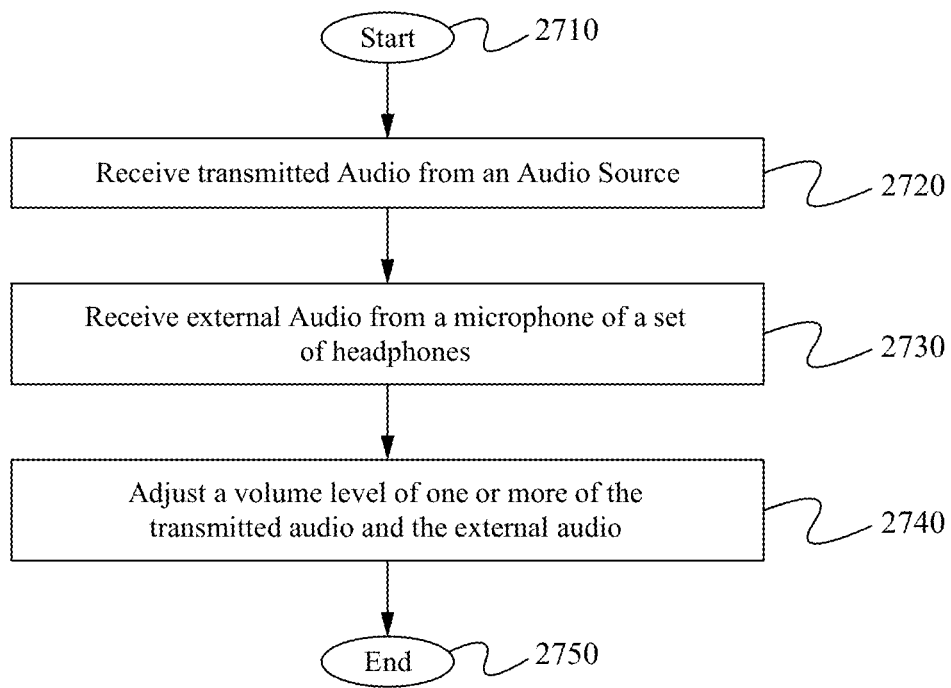 Start
2710
Receive transmitted Audio from an Audio Source
2720
Receive external Audio from a microphone of a set
of headphones
2730
Adjust a volume level of one or more of the
transmitted audio and the external audio
2740
End
2750